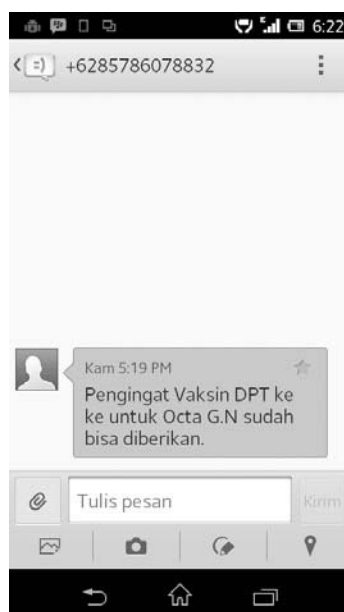 6:22
+6285786078832
Kam 5:19 PM
Pengingat Vaksin DPT ke
ke untuk Octa G.N sudah
bisa diberikan.
Tulis pesan
Kirim